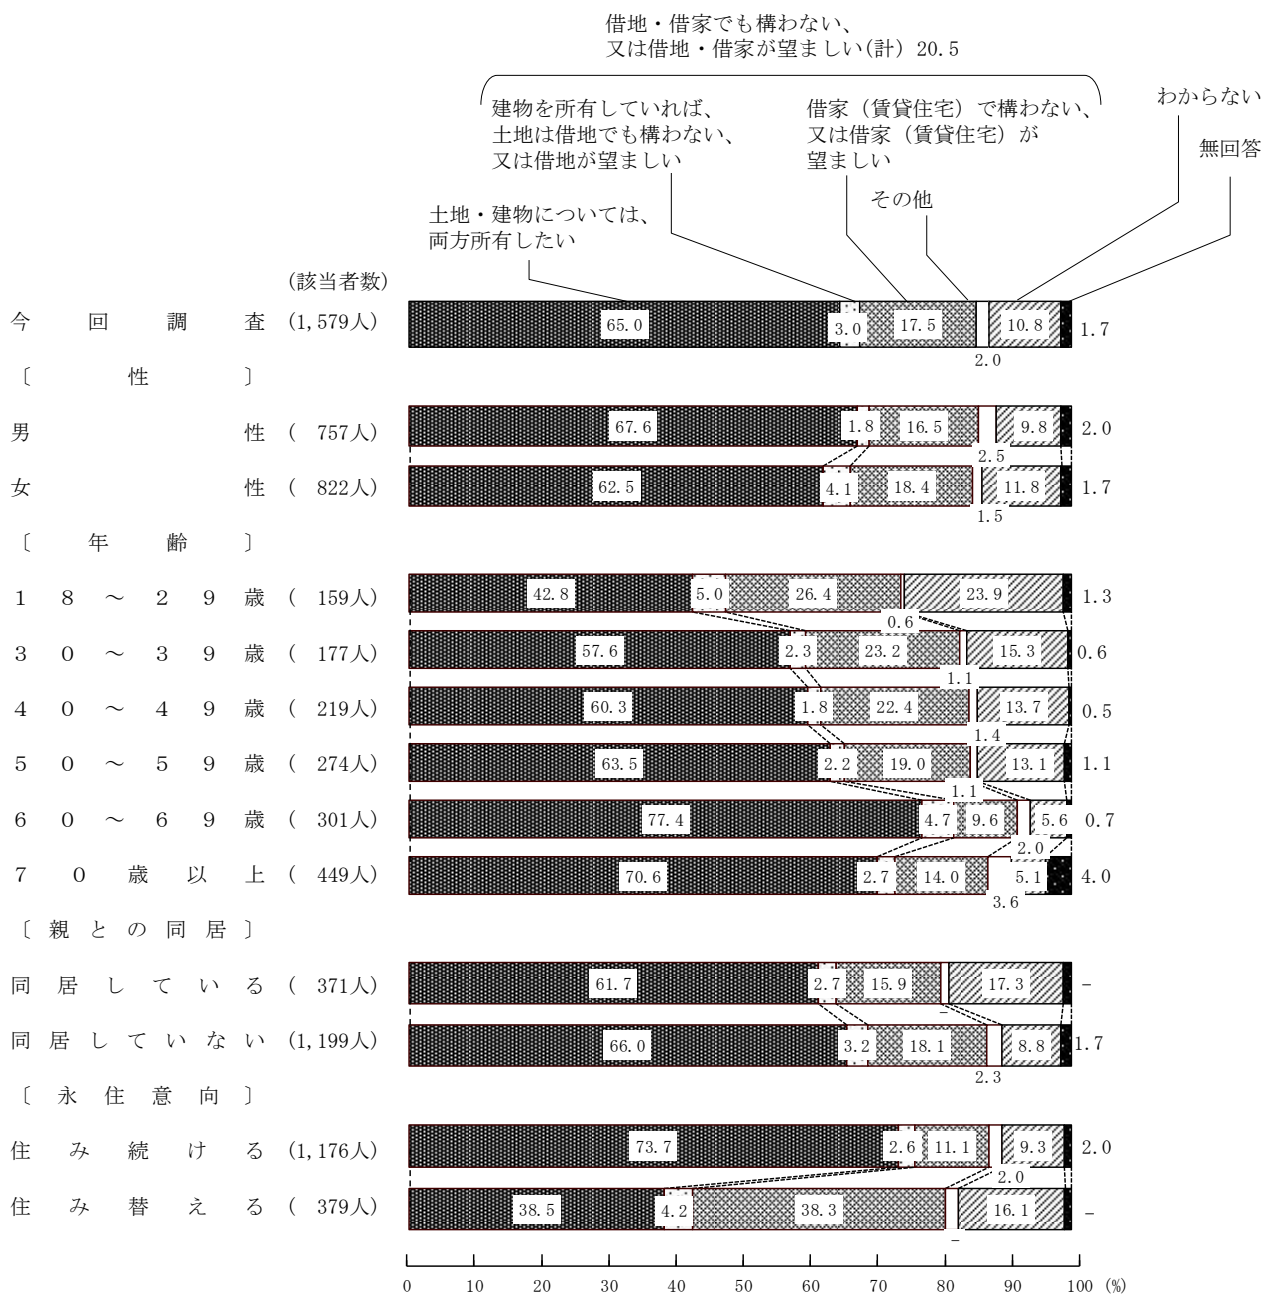 借地・借家でも構わない、
又は借地・借家が望ましい(計) 20.5
建物を所有していれば、
土地は借地でも構わない、
又は借地が望ましい
借家（賃貸住宅）で構わない、
又は借家（賃貸住宅）が
望ましい
わからない
無回答
その他
土地・建物については、
両方所有したい
(該当者数)
今回調査 (1,579人) 65.0 3.0 17.5 10.8 1.7
2.0
〔性〕
男性 ( 757人) 67.6 1.8 16.5 9.8 2.0
2.5
女性 ( 822人) 62.5 4.1 18.4 11.8 1.7
1.5
〔年齢〕
１８～２９歳 ( 159人) 42.8 5.0 26.4 23.9 1.3
0.6
３０～３９歳 ( 177人) 57.6 2.3 23.2 15.3 0.6
1.1
４０～４９歳 ( 219人) 60.3 1.8 22.4 13.7 0.5
1.4
５０～５９歳 ( 274人) 63.5 2.2 19.0 13.1 1.1
1.1
６０～６９歳 ( 301人) 77.4 4.7 9.6 5.6 0.7
2.0
７０歳以上 ( 449人) 70.6 2.7 14.0 5.1 4.0
3.6
〔親との同居〕
同居している ( 371人) 61.7 2.7 15.9 17.3 －
－
同居していない (1,199人) 66.0 3.2 18.1 8.8 1.7
2.3
〔永住意向〕
住み続ける (1,176人) 73.7 2.6 11.1 9.3 2.0
2.0
住み替える ( 379人) 38.5 4.2 38.3 16.1 －
－
0 10 20 30 40 50 60 70 80 90 100 (%)